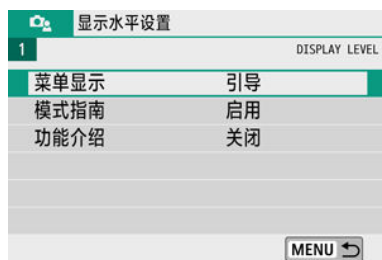 显示水平设置
1 DISPLAY LEVEL
菜单显示 引导
模式指南 启用
功能介绍 关闭
MENU